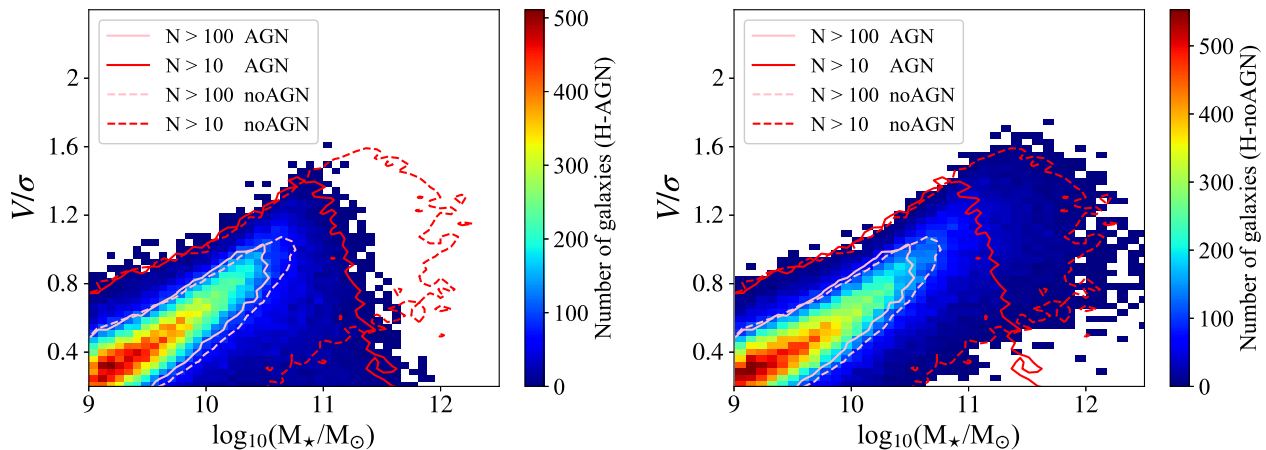 N > 100 AGN
N > 10 AGN
N > 100 noAGN
N > 10 noAGN
2
1.6
1.2
0.8
0.4
V/σ
9
10
11
12
log₁₀(M⋆/M⊙)
500
400
300
200
100
0
Number of galaxies (H-AGN)
N > 100 AGN
N > 10 AGN
N > 100 noAGN
N > 10 noAGN
2
1.6
1.2
0.8
0.4
V/σ
9
10
11
12
log₁₀(M⋆/M⊙)
500
400
300
200
100
0
Number of galaxies (H-noAGN)